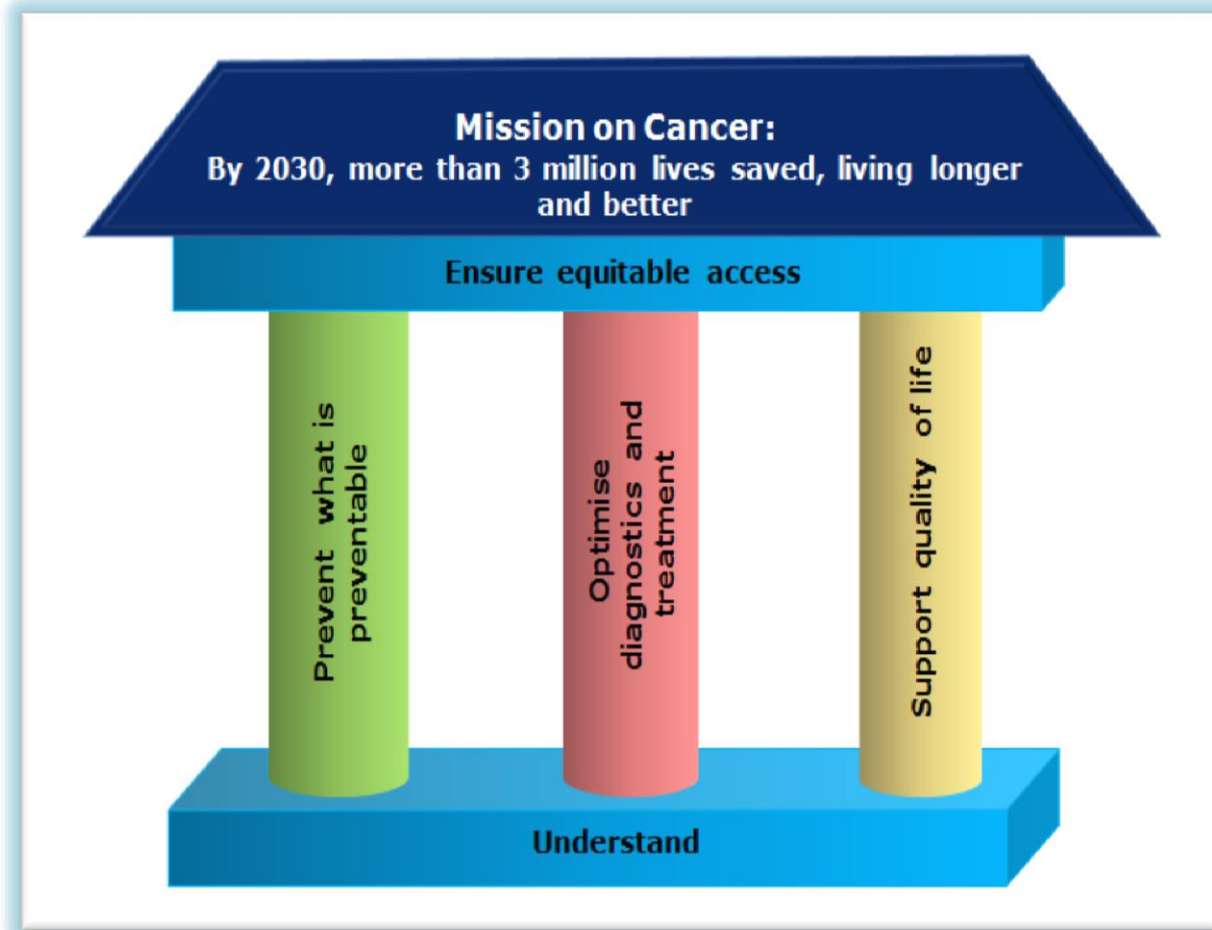 Mission on Cancer:
By 2030, more than 3 million lives saved, living longer
and better
Ensure equitable access
Prevent what is
preventable
Optimise
diagnostics and
treatment
Support quality of life
Understand